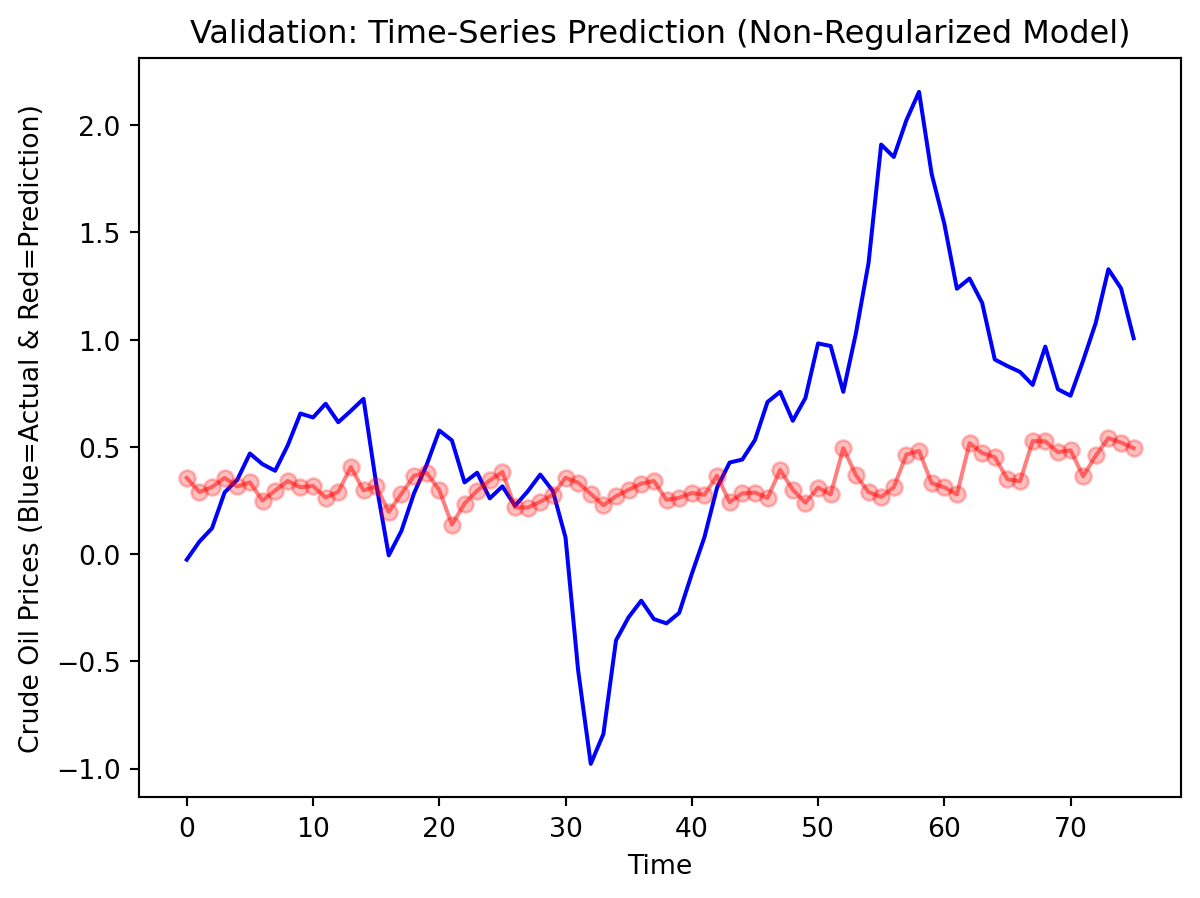 Validation: Time-Series Prediction (Non-Regularized Model)
Crude Oil Prices (Blue=Actual & Red=Prediction)
2.0
1.5
1.0
0.5
0.0
−0.5
−1.0
0 10 20 30 40 50 60 70
Time